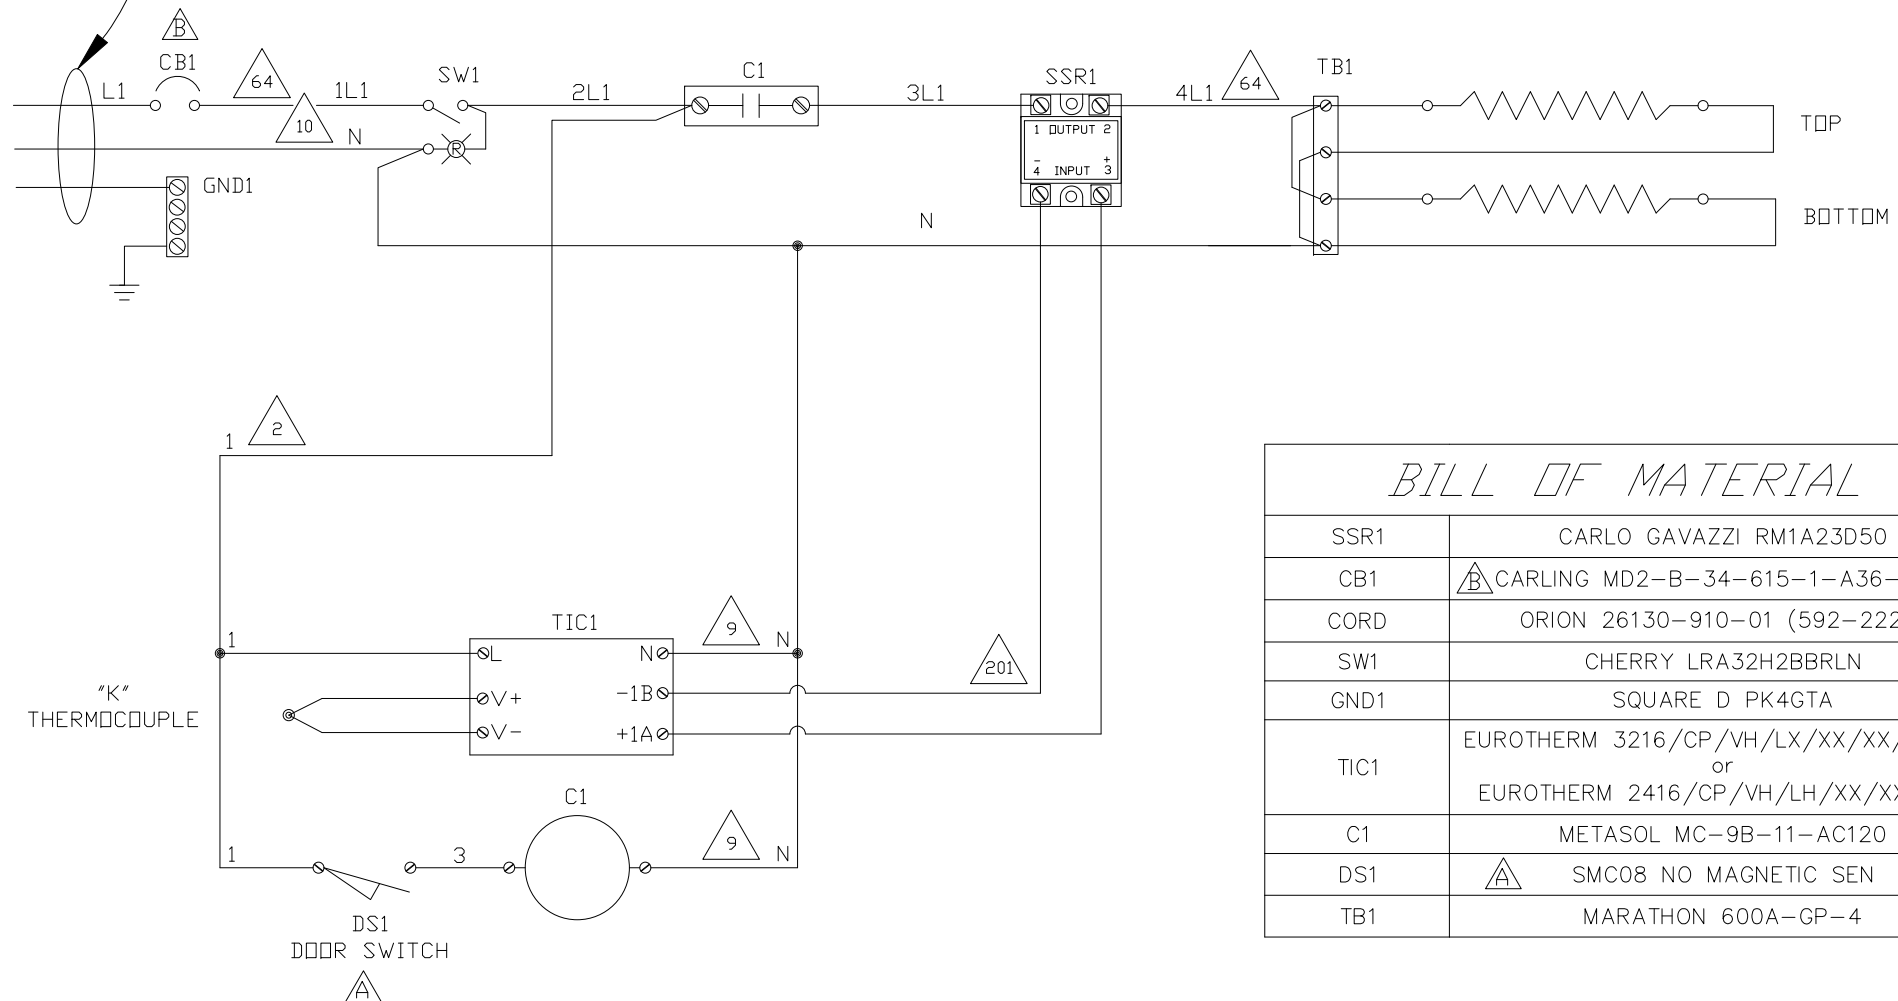 B
CB1
64
L1
10
1L1
N
SW1
R
GND1
2L1
C1
3L1
SSR1
1 OUTPUT 2
- +
4 INPUT 3
4L1
64
TB1
TOP
BOTTOM
N
1
2
1
TIC1
L
N
V+
-1B
V-
+1A
9
N
201
"K"
THERMOCOUPLE
1
3
C1
9
N
DS1
DOOR SWITCH
A
BILL OF MATERIAL
SSR1 CARLO GAVAZZI RM1A23D50
CB1 B CARLING MD2-B-34-615-1-A36-
CORD ORION 26130-910-01 (592-222
SW1 CHERRY LRA32H2BBRLN
GND1 SQUARE D PK4GTA
TIC1 EUROTHERM 3216/CP/VH/LX/XX/XX/
or
EUROTHERM 2416/CP/VH/LH/XX/XX
C1 METASOL MC-9B-11-AC120
DS1 A SMC08 NO MAGNETIC SEN
TB1 MARATHON 600A-GP-4